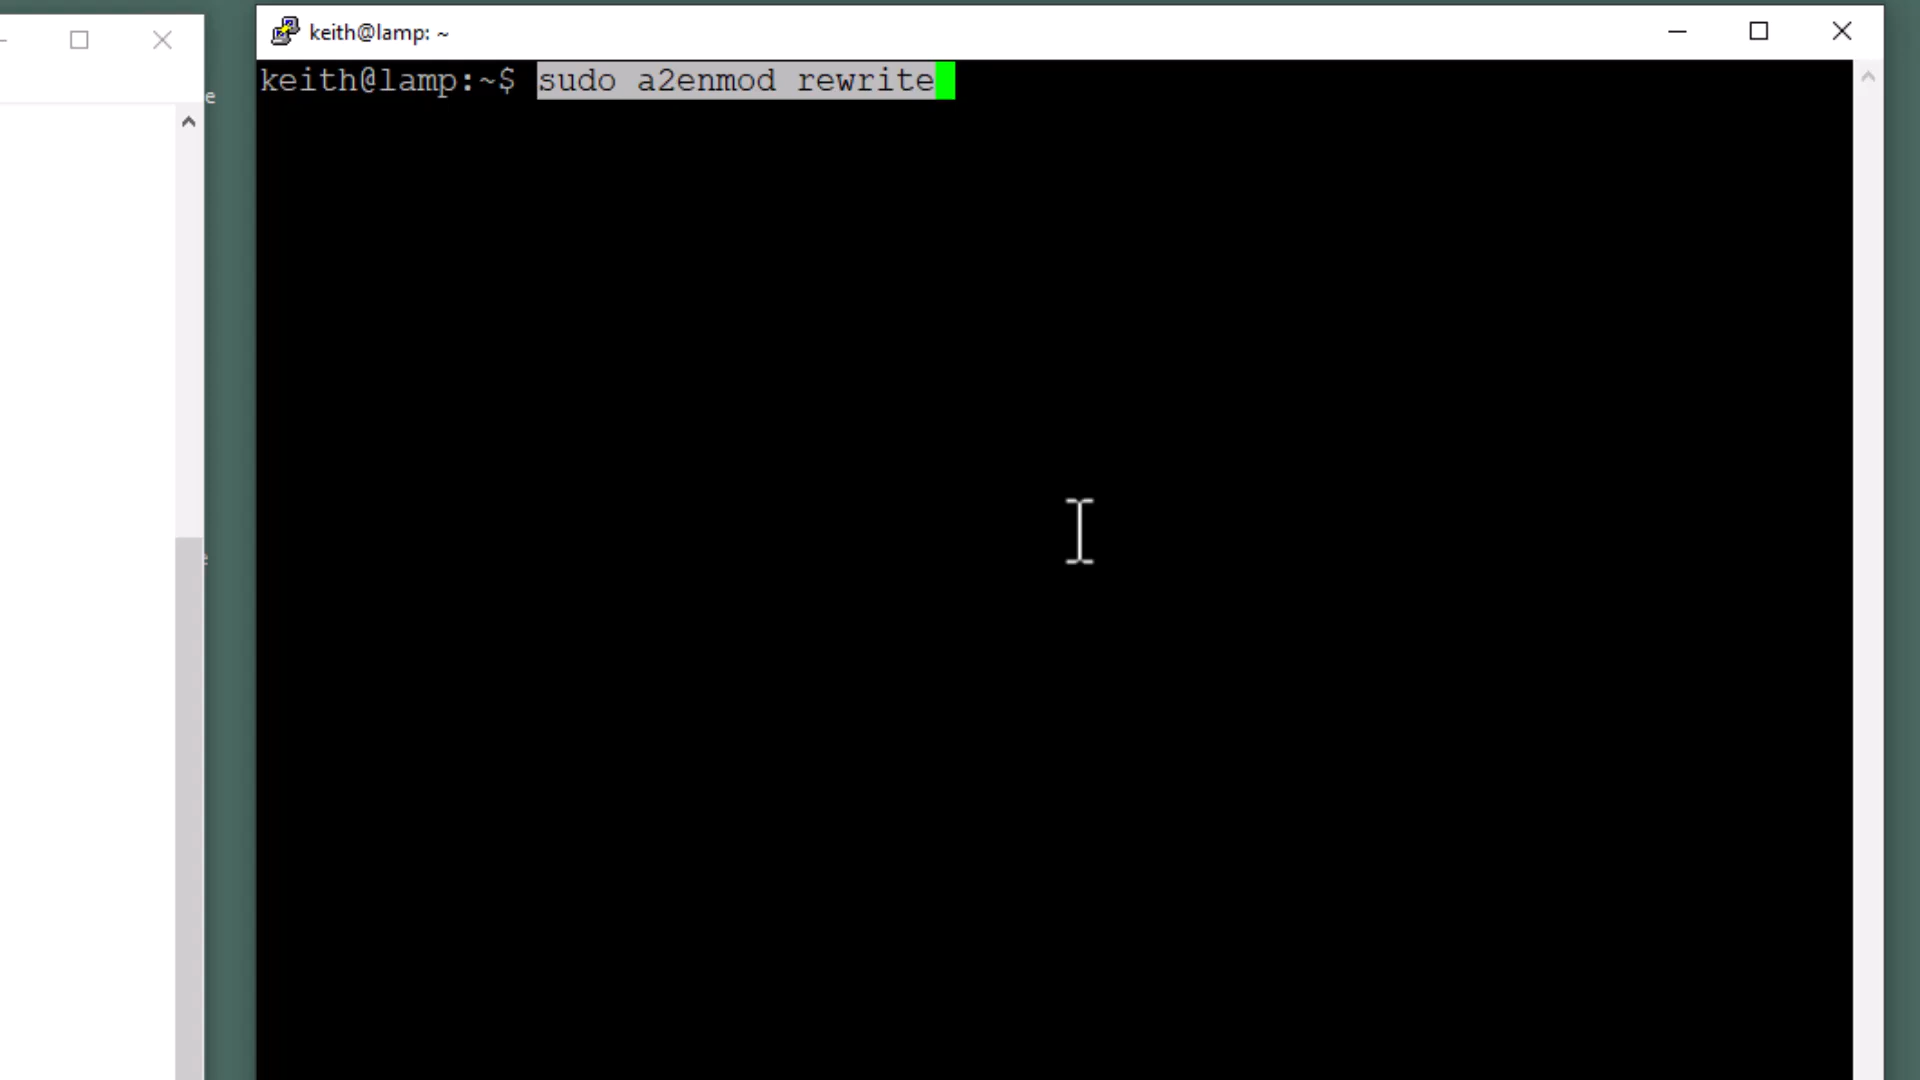 keith@lamp: ~
keith@lamp:~$ sudo a2enmod rewrite
e
e